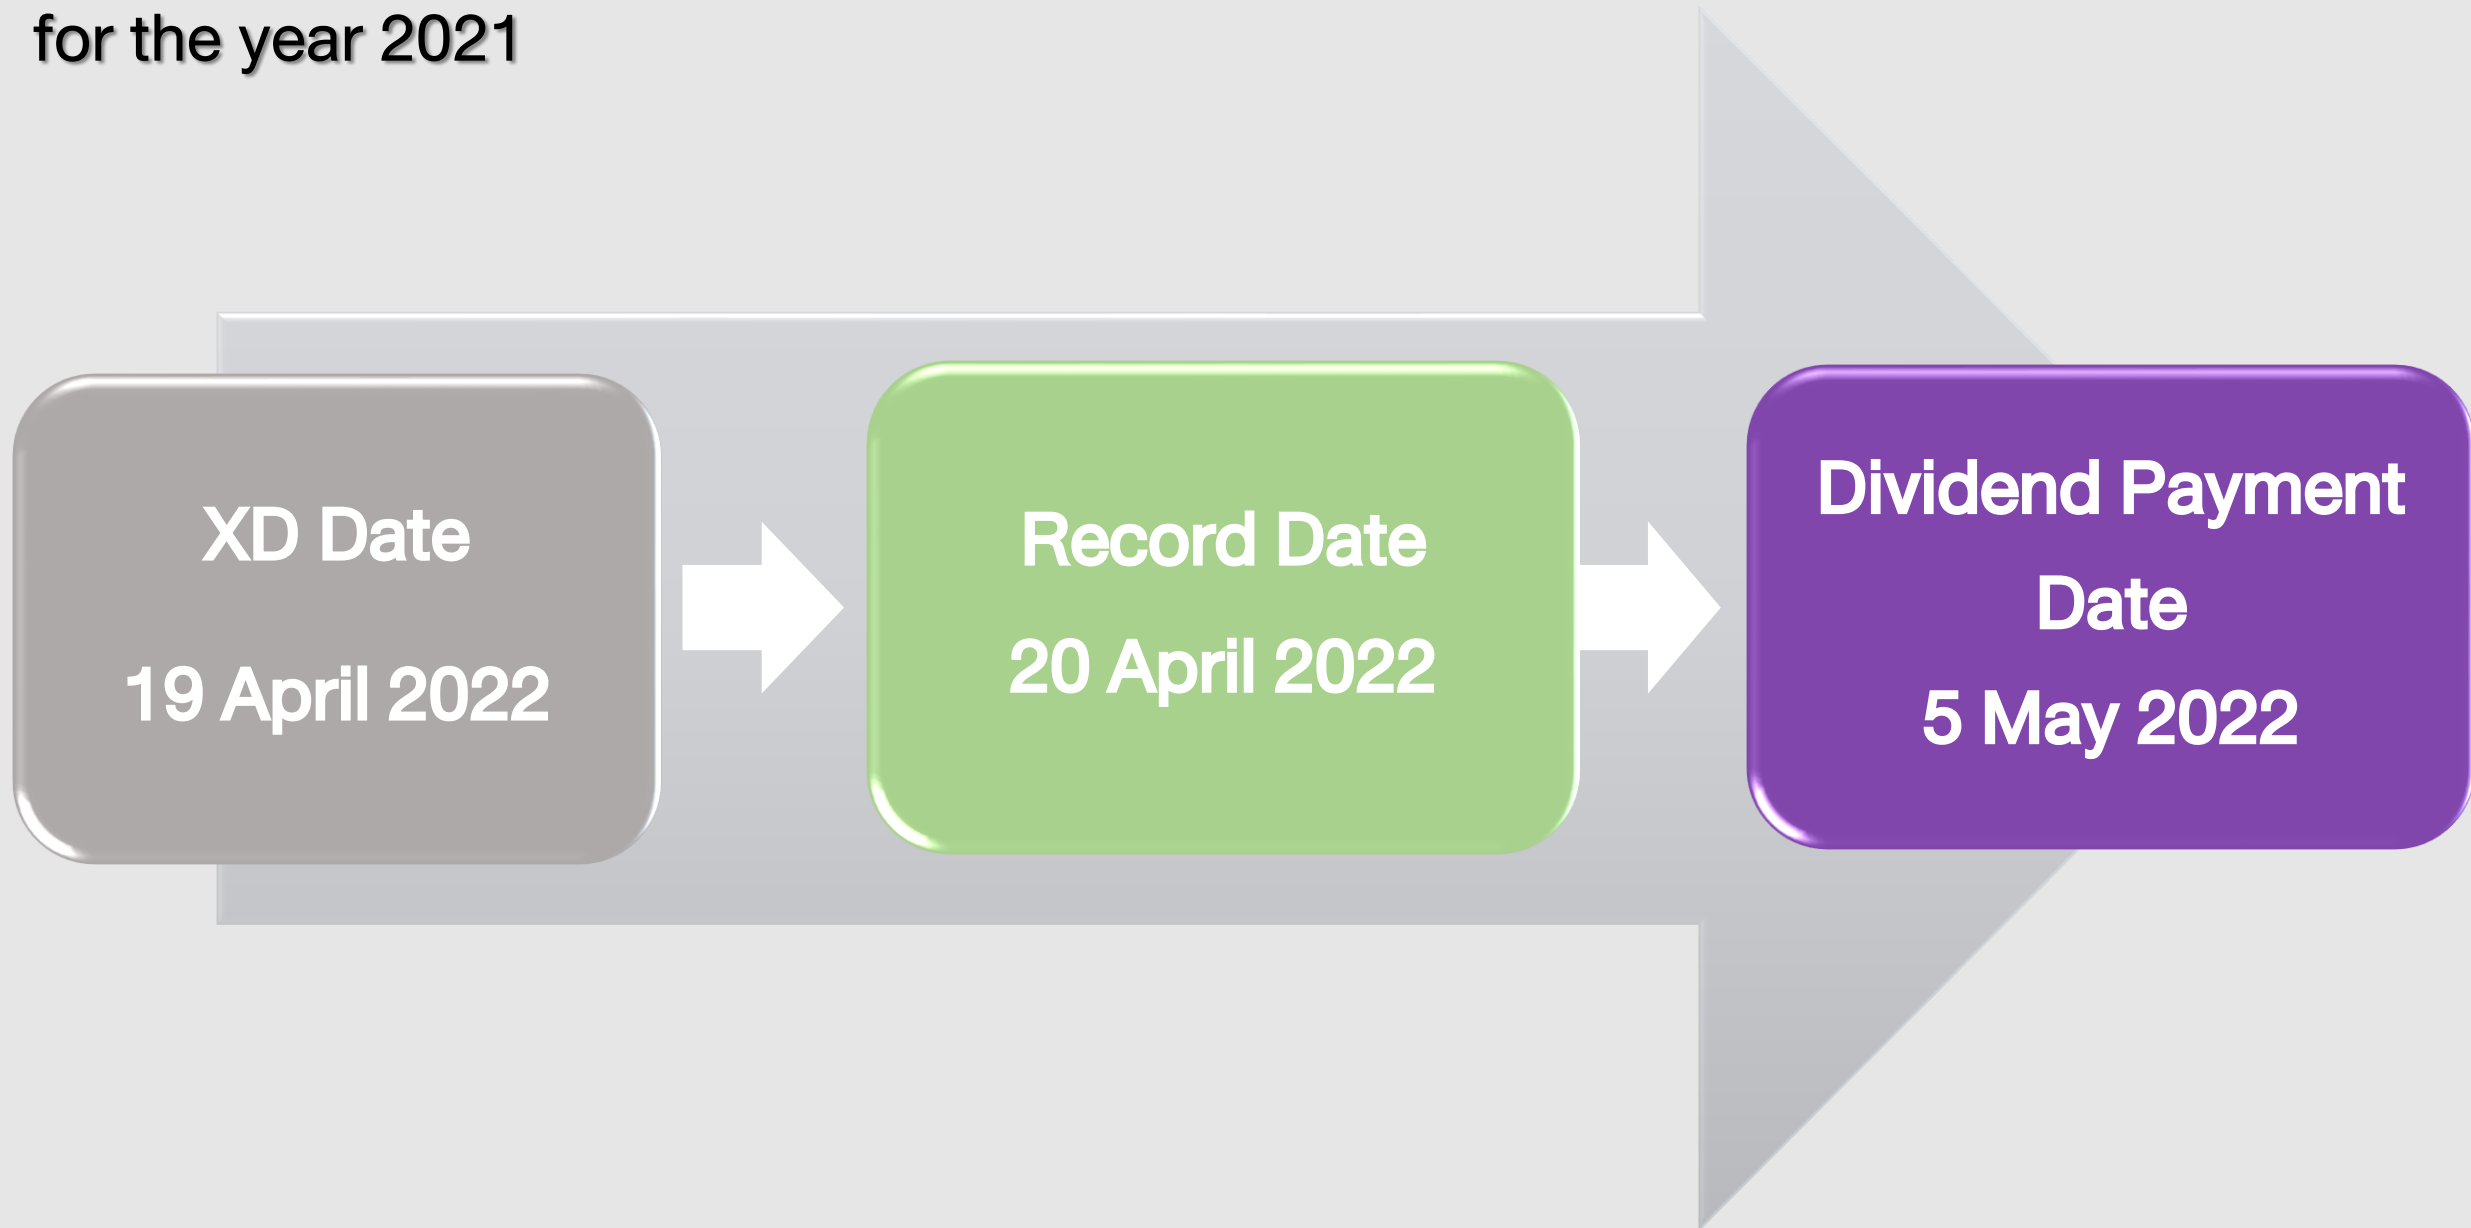 for the year 2021
XD Date
19 April 2022
Record Date
20 April 2022
Dividend Payment
Date
5 May 2022